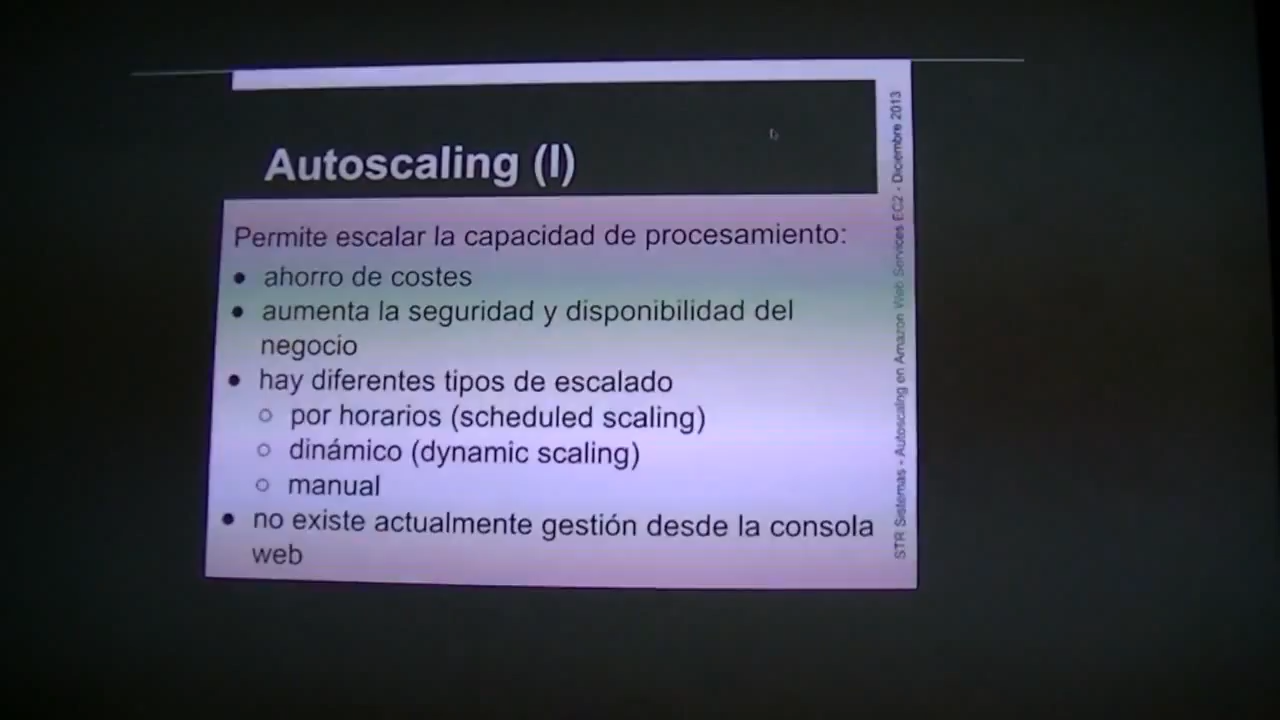 Autoscaling (I)
Permite escalar la capacidad de procesamiento:
● ahorro de costes
● aumenta la seguridad y disponibilidad del
negocio
● hay diferentes tipos de escalado
○ por horarios (scheduled scaling)
○ dinámico (dynamic scaling)
○ manual
● no existe actualmente gestión desde la consola
web
STR Sistemas - Autoscaling en Amazon Web Services EC2 - Diciembre 2013